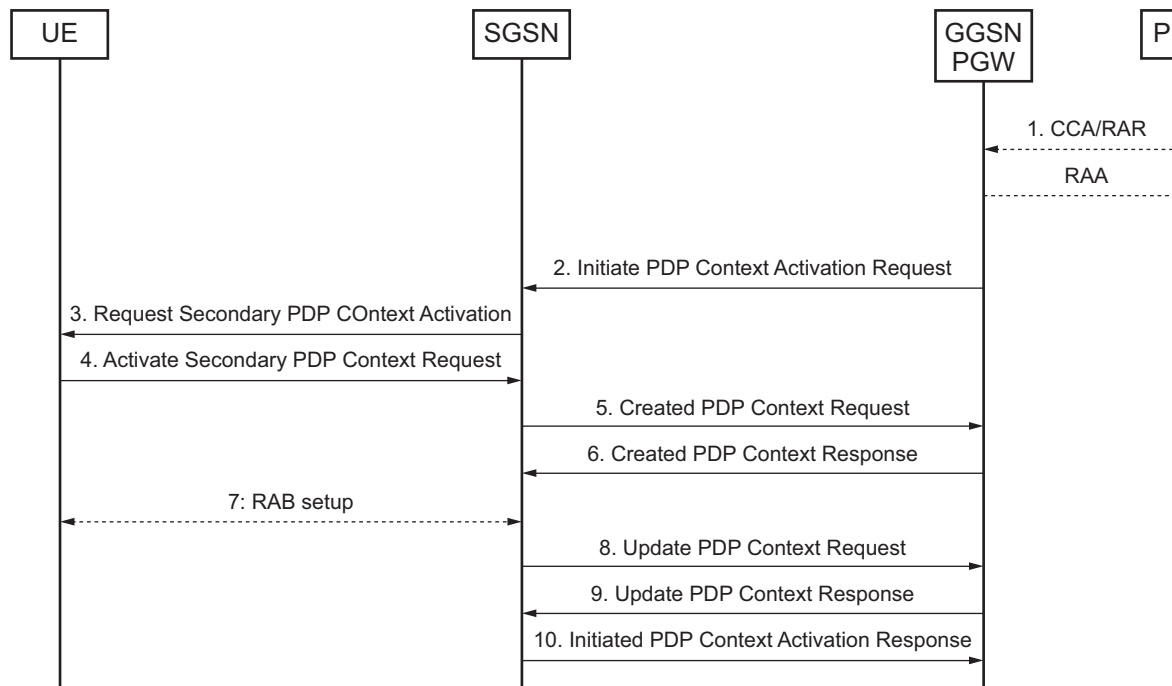 UE
SGSN
GGSN
PGW
P
1. CCA/RAR
RAA
2. Initiate PDP Context Activation Request
3. Request Secondary PDP COntext Activation
4. Activate Secondary PDP Context Request
5. Created PDP Context Request
6. Created PDP Context Response
7: RAB setup
8. Update PDP Context Request
9. Update PDP Context Response
10. Initiated PDP Context Activation Response